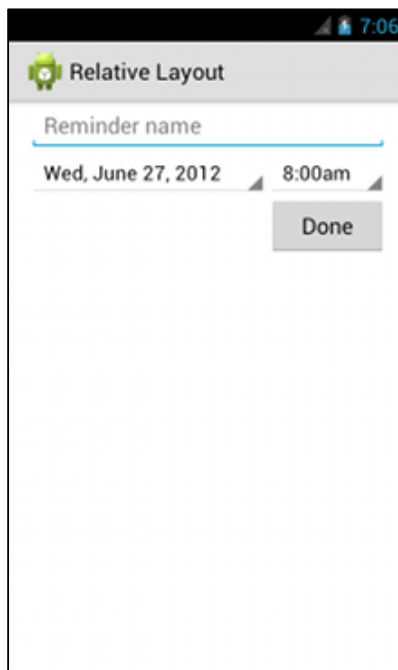 7:06
Relative Layout
Reminder name
Wed, June 27, 2012 8:00am
Done